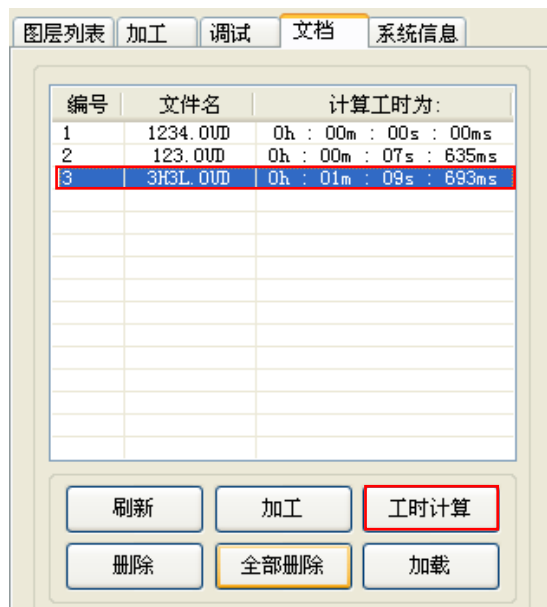 图层列表 加工 调试 文档 系统信息
编号 文件名 计算工时为:
1 1234.OUD 0h : 00m : 00s : 00ms
2 123.OUD 0h : 00m : 07s : 635ms
3 3H3L.OUD 0h : 01m : 09s : 693ms
刷新 加工 工时计算
删除 全部删除 加载